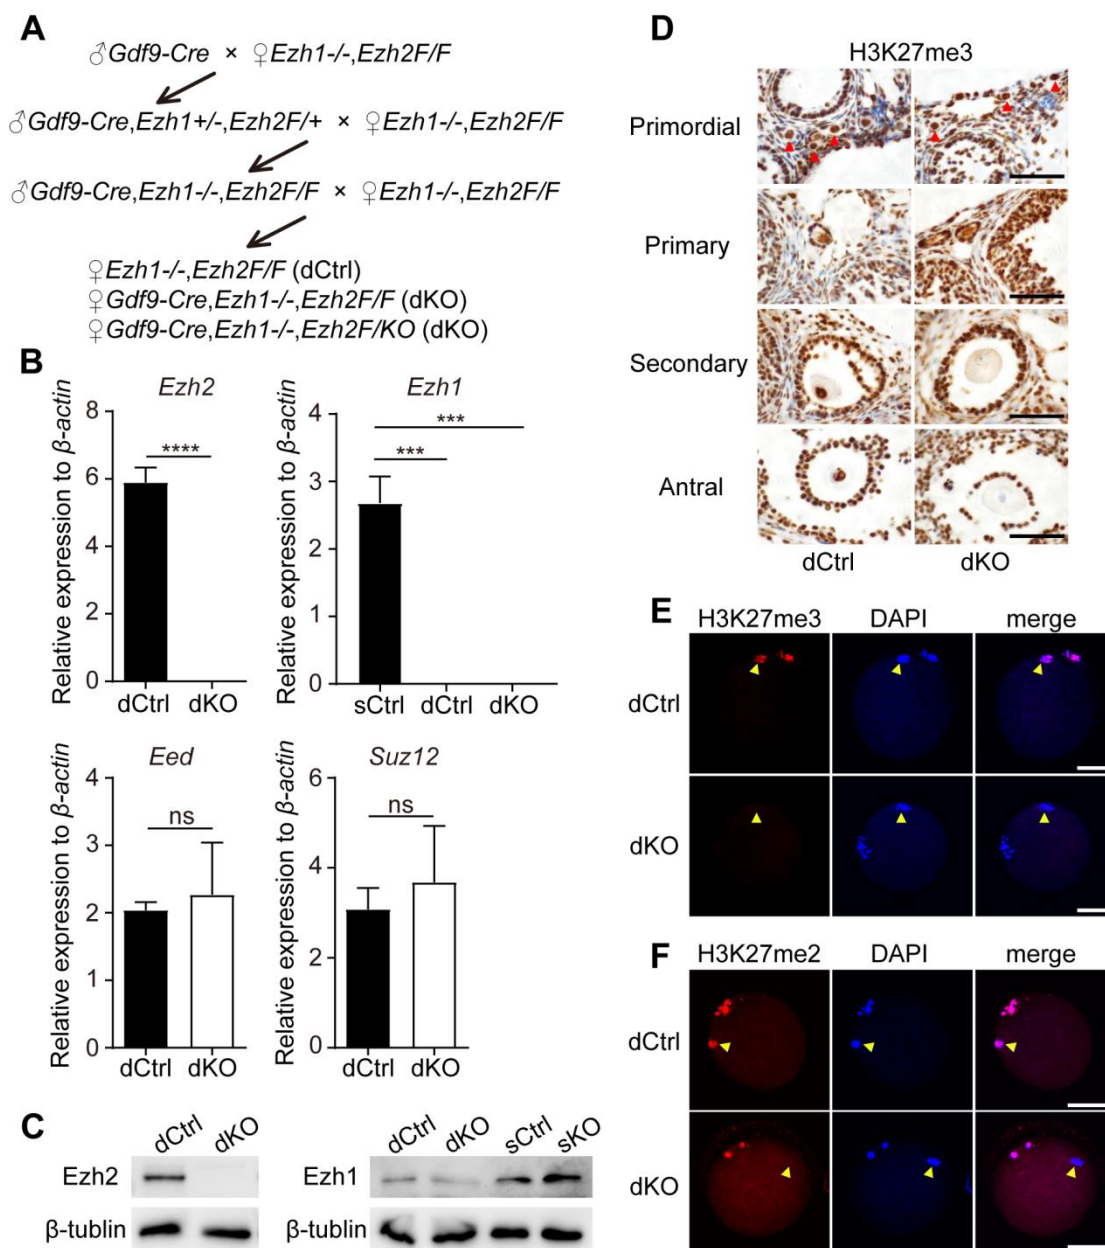 A
♂Gdf9-Cre × ♀Ezh1-/-,Ezh2F/F
♂Gdf9-Cre,Ezh1+/-,Ezh2F/+ × ♀Ezh1-/-,Ezh2F/F
♂Gdf9-Cre,Ezh1-/-,Ezh2F/F × ♀Ezh1-/-,Ezh2F/F
♀Ezh1-/-,Ezh2F/F (dCtrl)
♀Gdf9-Cre,Ezh1-/-,Ezh2F/F (dKO)
♀Gdf9-Cre,Ezh1-/-,Ezh2F/KO (dKO)
B
Ezh2
Relative expression to β-actin
8
6
4
2
0
****
dCtrl dKO
Ezh1
Relative expression to β-actin
4
3
2
1
0
***
***
sCtrl dCtrl dKO
Eed
Relative expression to β-actin
4
3
2
1
0
ns
dCtrl dKO
Suz12
Relative expression to β-actin
6
4
2
0
ns
dCtrl dKO
C
dCtrl dKO
Ezh2
β-tublin
dCtrl dKO sCtrl sKO
Ezh1
β-tublin
D
H3K27me3
Primordial
Primary
Secondary
Antral
dCtrl dKO
E
H3K27me3 DAPI merge
dCtrl
dKO
F
H3K27me2 DAPI merge
dCtrl
dKO